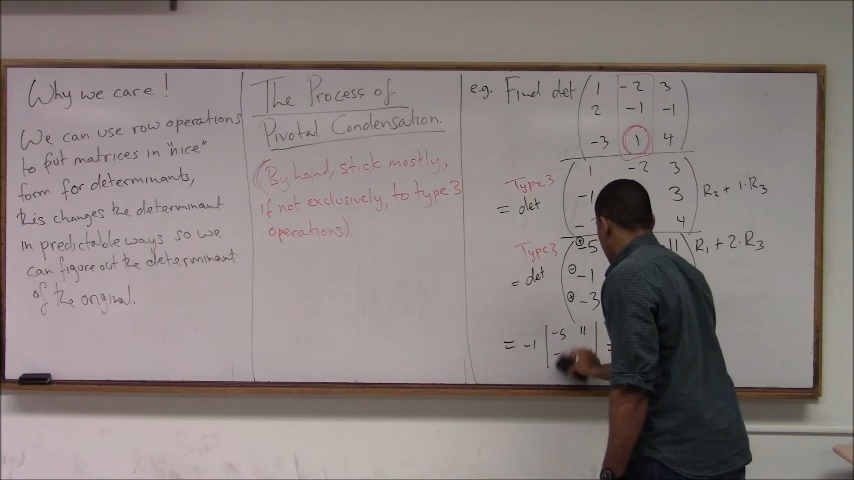 Why we care!
We can use row operations
to put matrices in "nice"
form for determinants,
this changes the determinant
in predictable ways so we
can figure out the determinant
of the original.
The Process of
Pivotal Condensation.
(By hand, stick mostly,
if not exclusively, to type 3
operations).
e.g. Find det
1 -2 3
2 -1 -1
-3 1 4
Type 3
= det
1 -2 3
-1 3
4
R2 + 1·R3
Type 3
= det
-5 11
-1
-3
R1 + 2·R3
= -1 | -5 11 | =